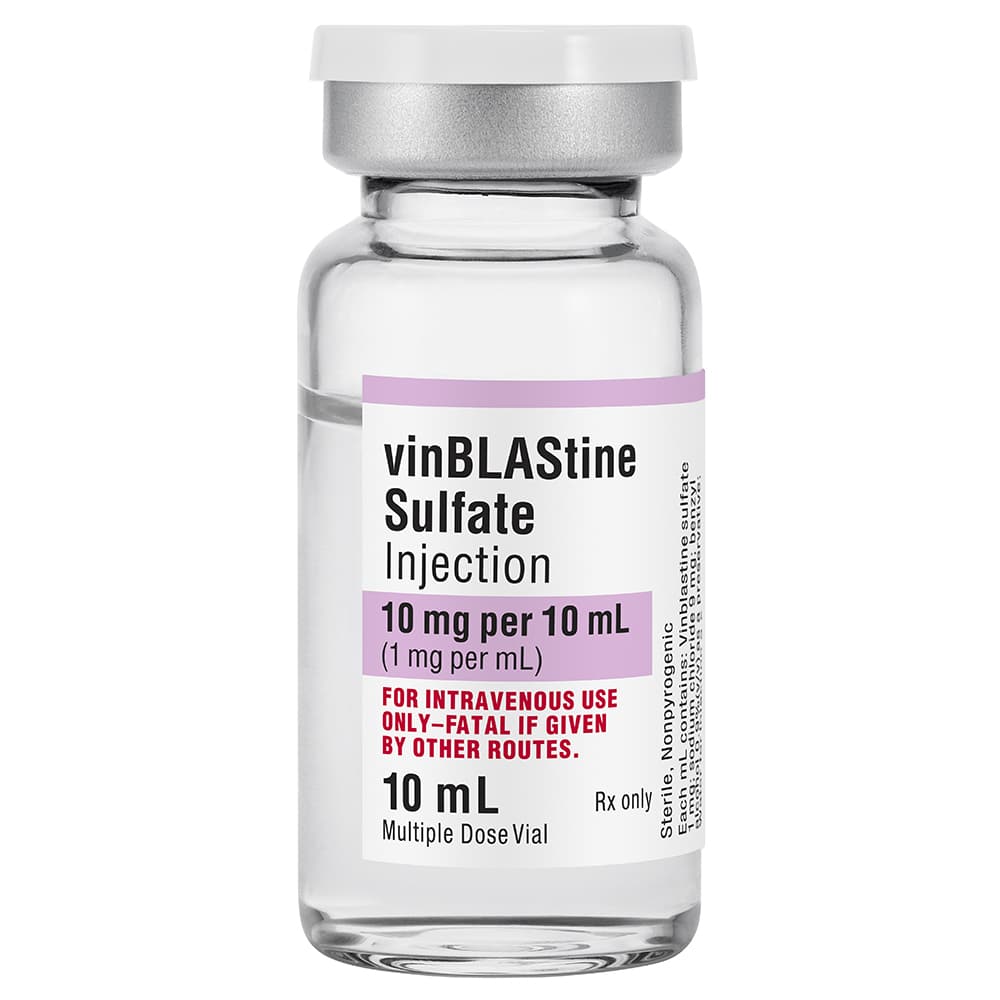 vinBLAStine
Sulfate
Injection
10 mg per 10 mL
(1 mg per mL)
FOR INTRAVENOUS USE
ONLY–FATAL IF GIVEN
BY OTHER ROUTES.
10 mL
Rx only
Multiple Dose Vial
Sterile, Nonpyrogenic
Each mL contains: Vinblastine sulfate
1 mg; sodium chloride 9 mg; benzyl